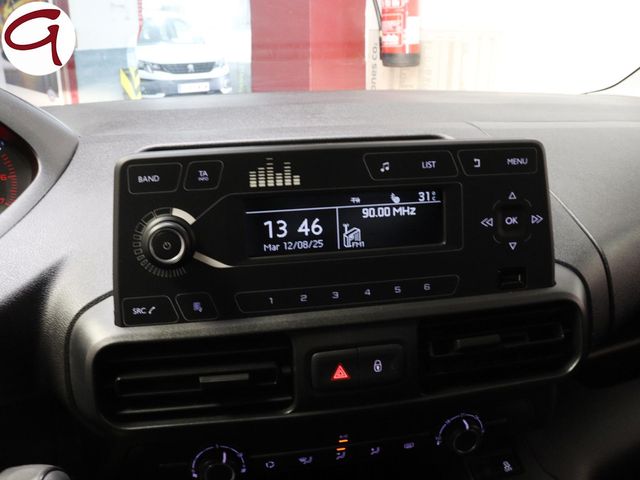 BAND
TA
INFO
LIST
MENU
TA
31°C
13 46
90.00 MHz
Mar 12/08/25
FM1
OK
SRC
1 2 3 4 5 6